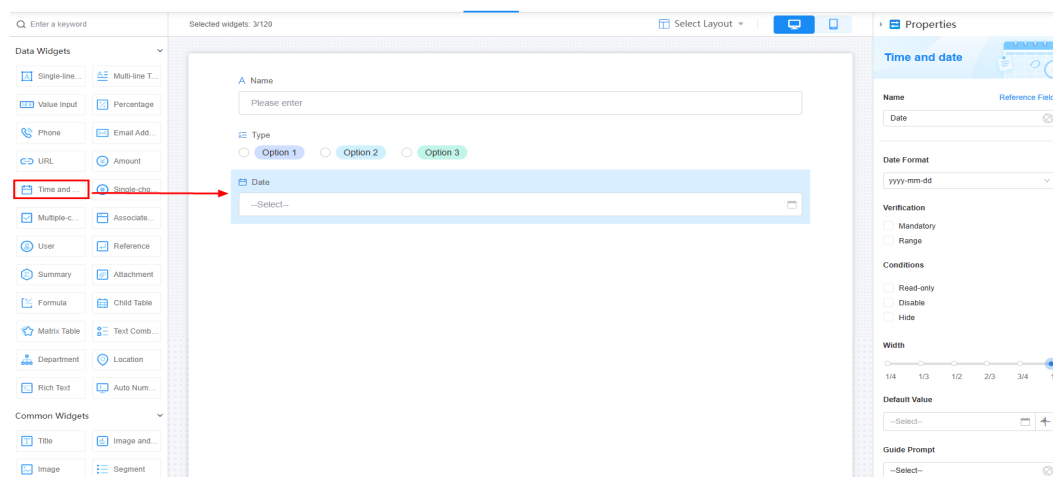 Enter a keyword
Selected widgets: 3/120
Select Layout
Properties
Data Widgets
Single-line...
Multi-line T...
Value Input
Percentage
Phone
Email Add...
URL
Amount
Time and ...
Single-cho...
Multiple-c...
Associate...
User
Reference
Summary
Attachment
Formula
Child Table
Matrix Table
Text Comb...
Department
Location
Rich Text
Auto Num...
Common Widgets
Title
Image and...
Image
Segment
Name
Please enter
Type
Option 1
Option 2
Option 3
Date
--Select--
Time and date
Name
Reference Field
Date
Date Format
yyyy-mm-dd
Verification
Mandatory
Range
Conditions
Read-only
Disable
Hide
Width
1/4 1/3 1/2 2/3 3/4 1
Default Value
--Select--
Guide Prompt
--Select--